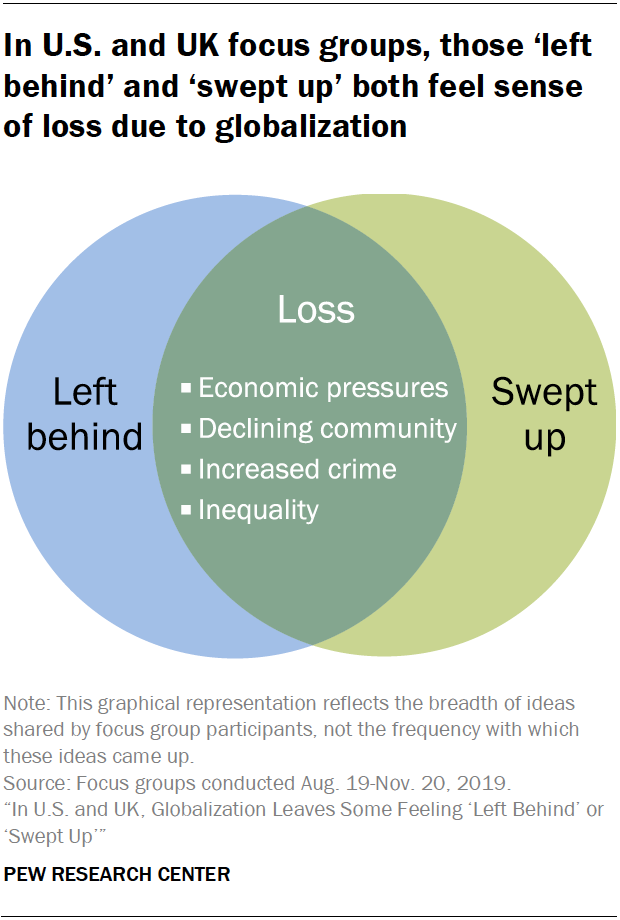 In U.S. and UK focus groups, those ‘left
behind’ and ‘swept up’ both feel sense
of loss due to globalization
Left
behind
Loss
▪ Economic pressures
▪ Declining community
▪ Increased crime
▪ Inequality
Swept
up
Note: This graphical representation reflects the breadth of ideas
shared by focus group participants, not the frequency with which
these ideas came up.
Source: Focus groups conducted Aug. 19-Nov. 20, 2019.
“In U.S. and UK, Globalization Leaves Some Feeling ‘Left Behind’ or
‘Swept Up’”
PEW RESEARCH CENTER